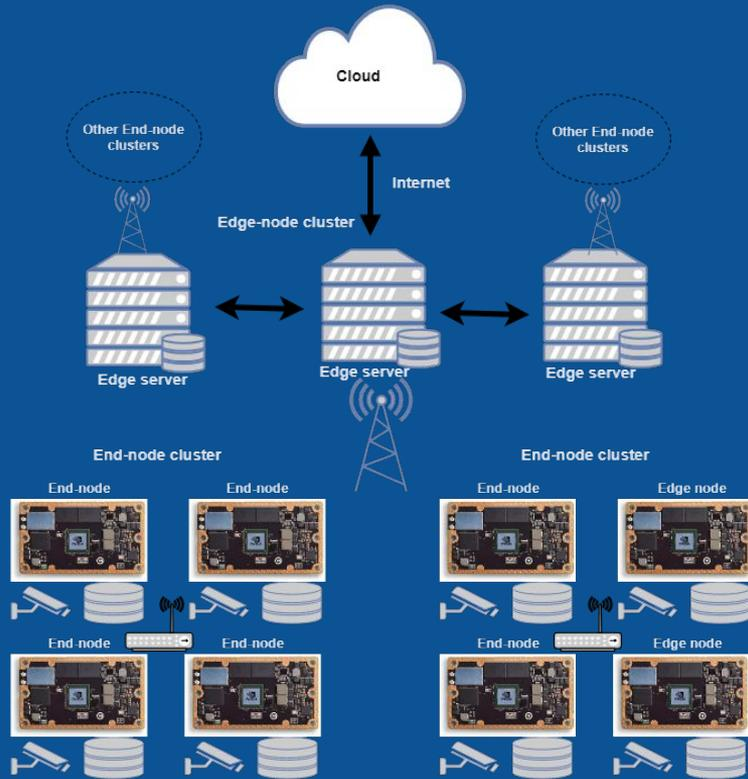 Cloud
Other End-node
clusters
Other End-node
clusters
Internet
Edge-node cluster
Edge server
Edge server
Edge server
End-node cluster
End-node cluster
End-node
End-node
End-node
Edge node
End-node
End-node
End-node
Edge node